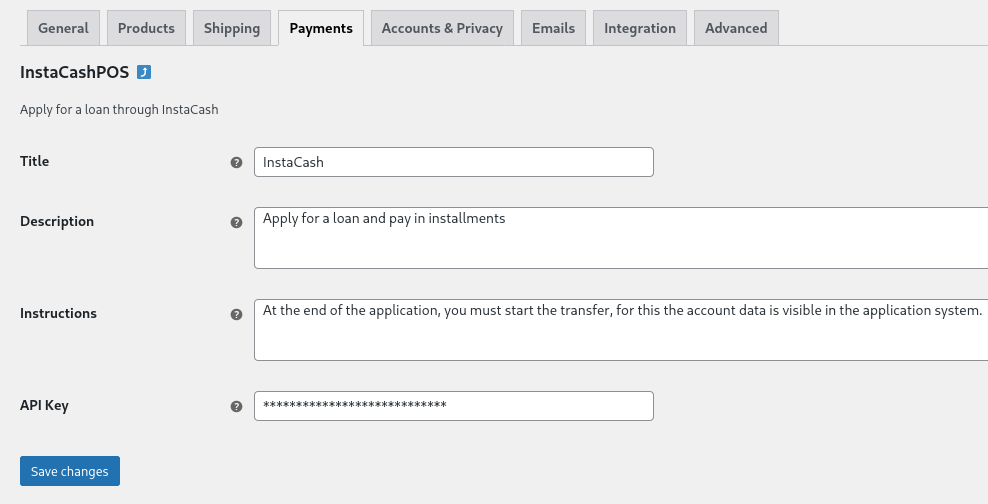 General Products Shipping Payments Accounts & Privacy Emails Integration Advanced
InstaCashPOS ⤴
Apply for a loan through InstaCash
Title ? InstaCash
Description ? Apply for a loan and pay in installments
Instructions ? At the end of the application, you must start the transfer, for this the account data is visible in the application system.
API Key ? ****************************
Save changes